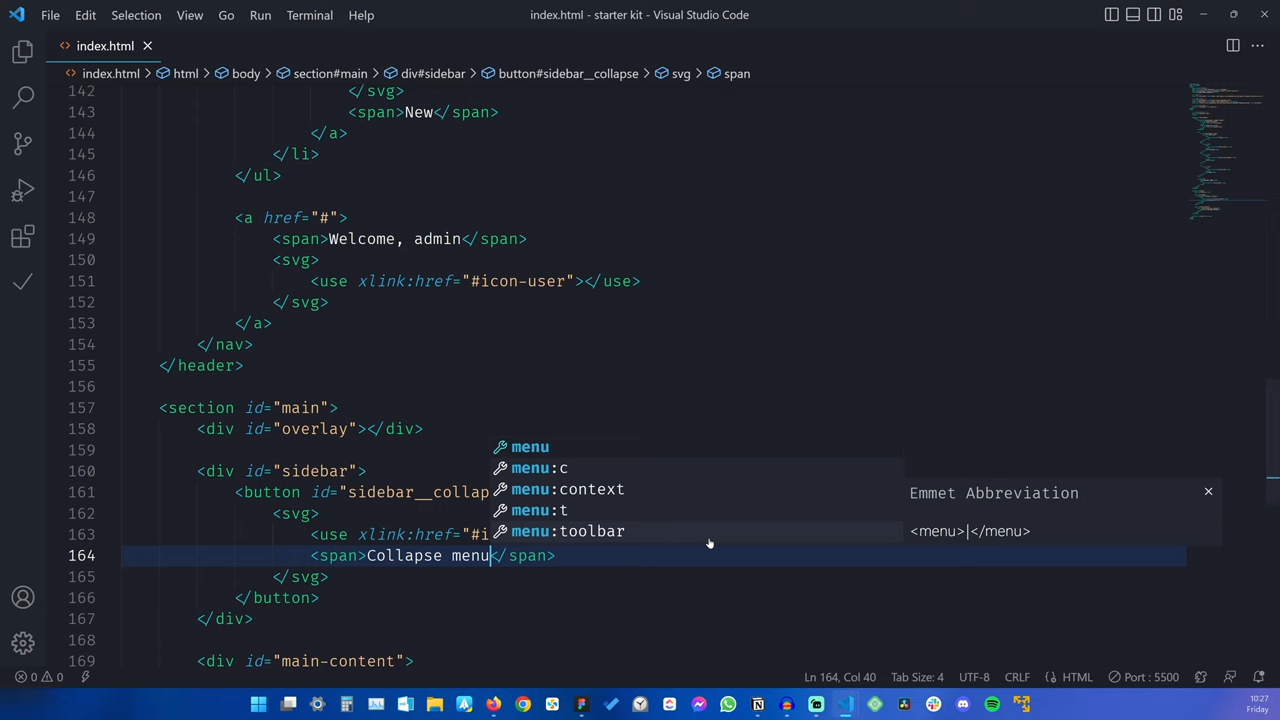 File Edit Selection View Go Run Terminal Help index.html - starter kit - Visual Studio Code
index.html
index.html html body section#main div#sidebar button#sidebar__collapse svg span
142 </svg>
143 <span>New</span>
144 </a>
145 </li>
146 </ul>
147
148 <a href="#">
149 <span>Welcome, admin</span>
150 <svg>
151 <use xlink:href="#icon-user"></use>
152 </svg>
153 </a>
154 </nav>
155 </header>
156
157 <section id="main">
158 <div id="overlay"></div>
menu
159
menu:c
160 <div id="sidebar">
menu:context
161 <button id="sidebar__collap
Emmet Abbreviation
menu:t
162 <svg>
menu:toolbar
<menu>|</menu>
163 <use xlink:href="#i
164 <span>Collapse menu</span>
165 </svg>
166 </button>
167 </div>
168
169 <div id="main-content">
0 0 Ln 164, Col 40 Tab Size: 4 UTF-8 CRLF HTML Port : 5500
10:27
Friday